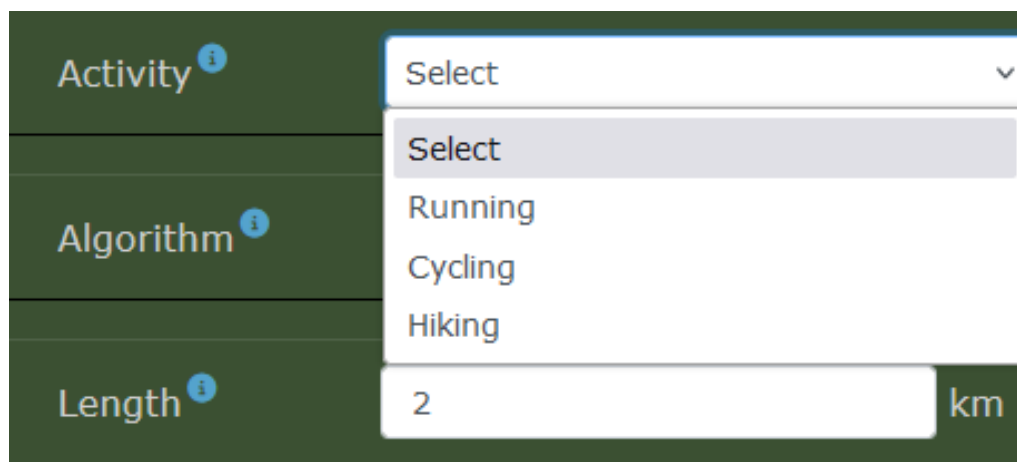 Activity Select
Select
Running
Algorithm
Cycling
Hiking
Length 2 km